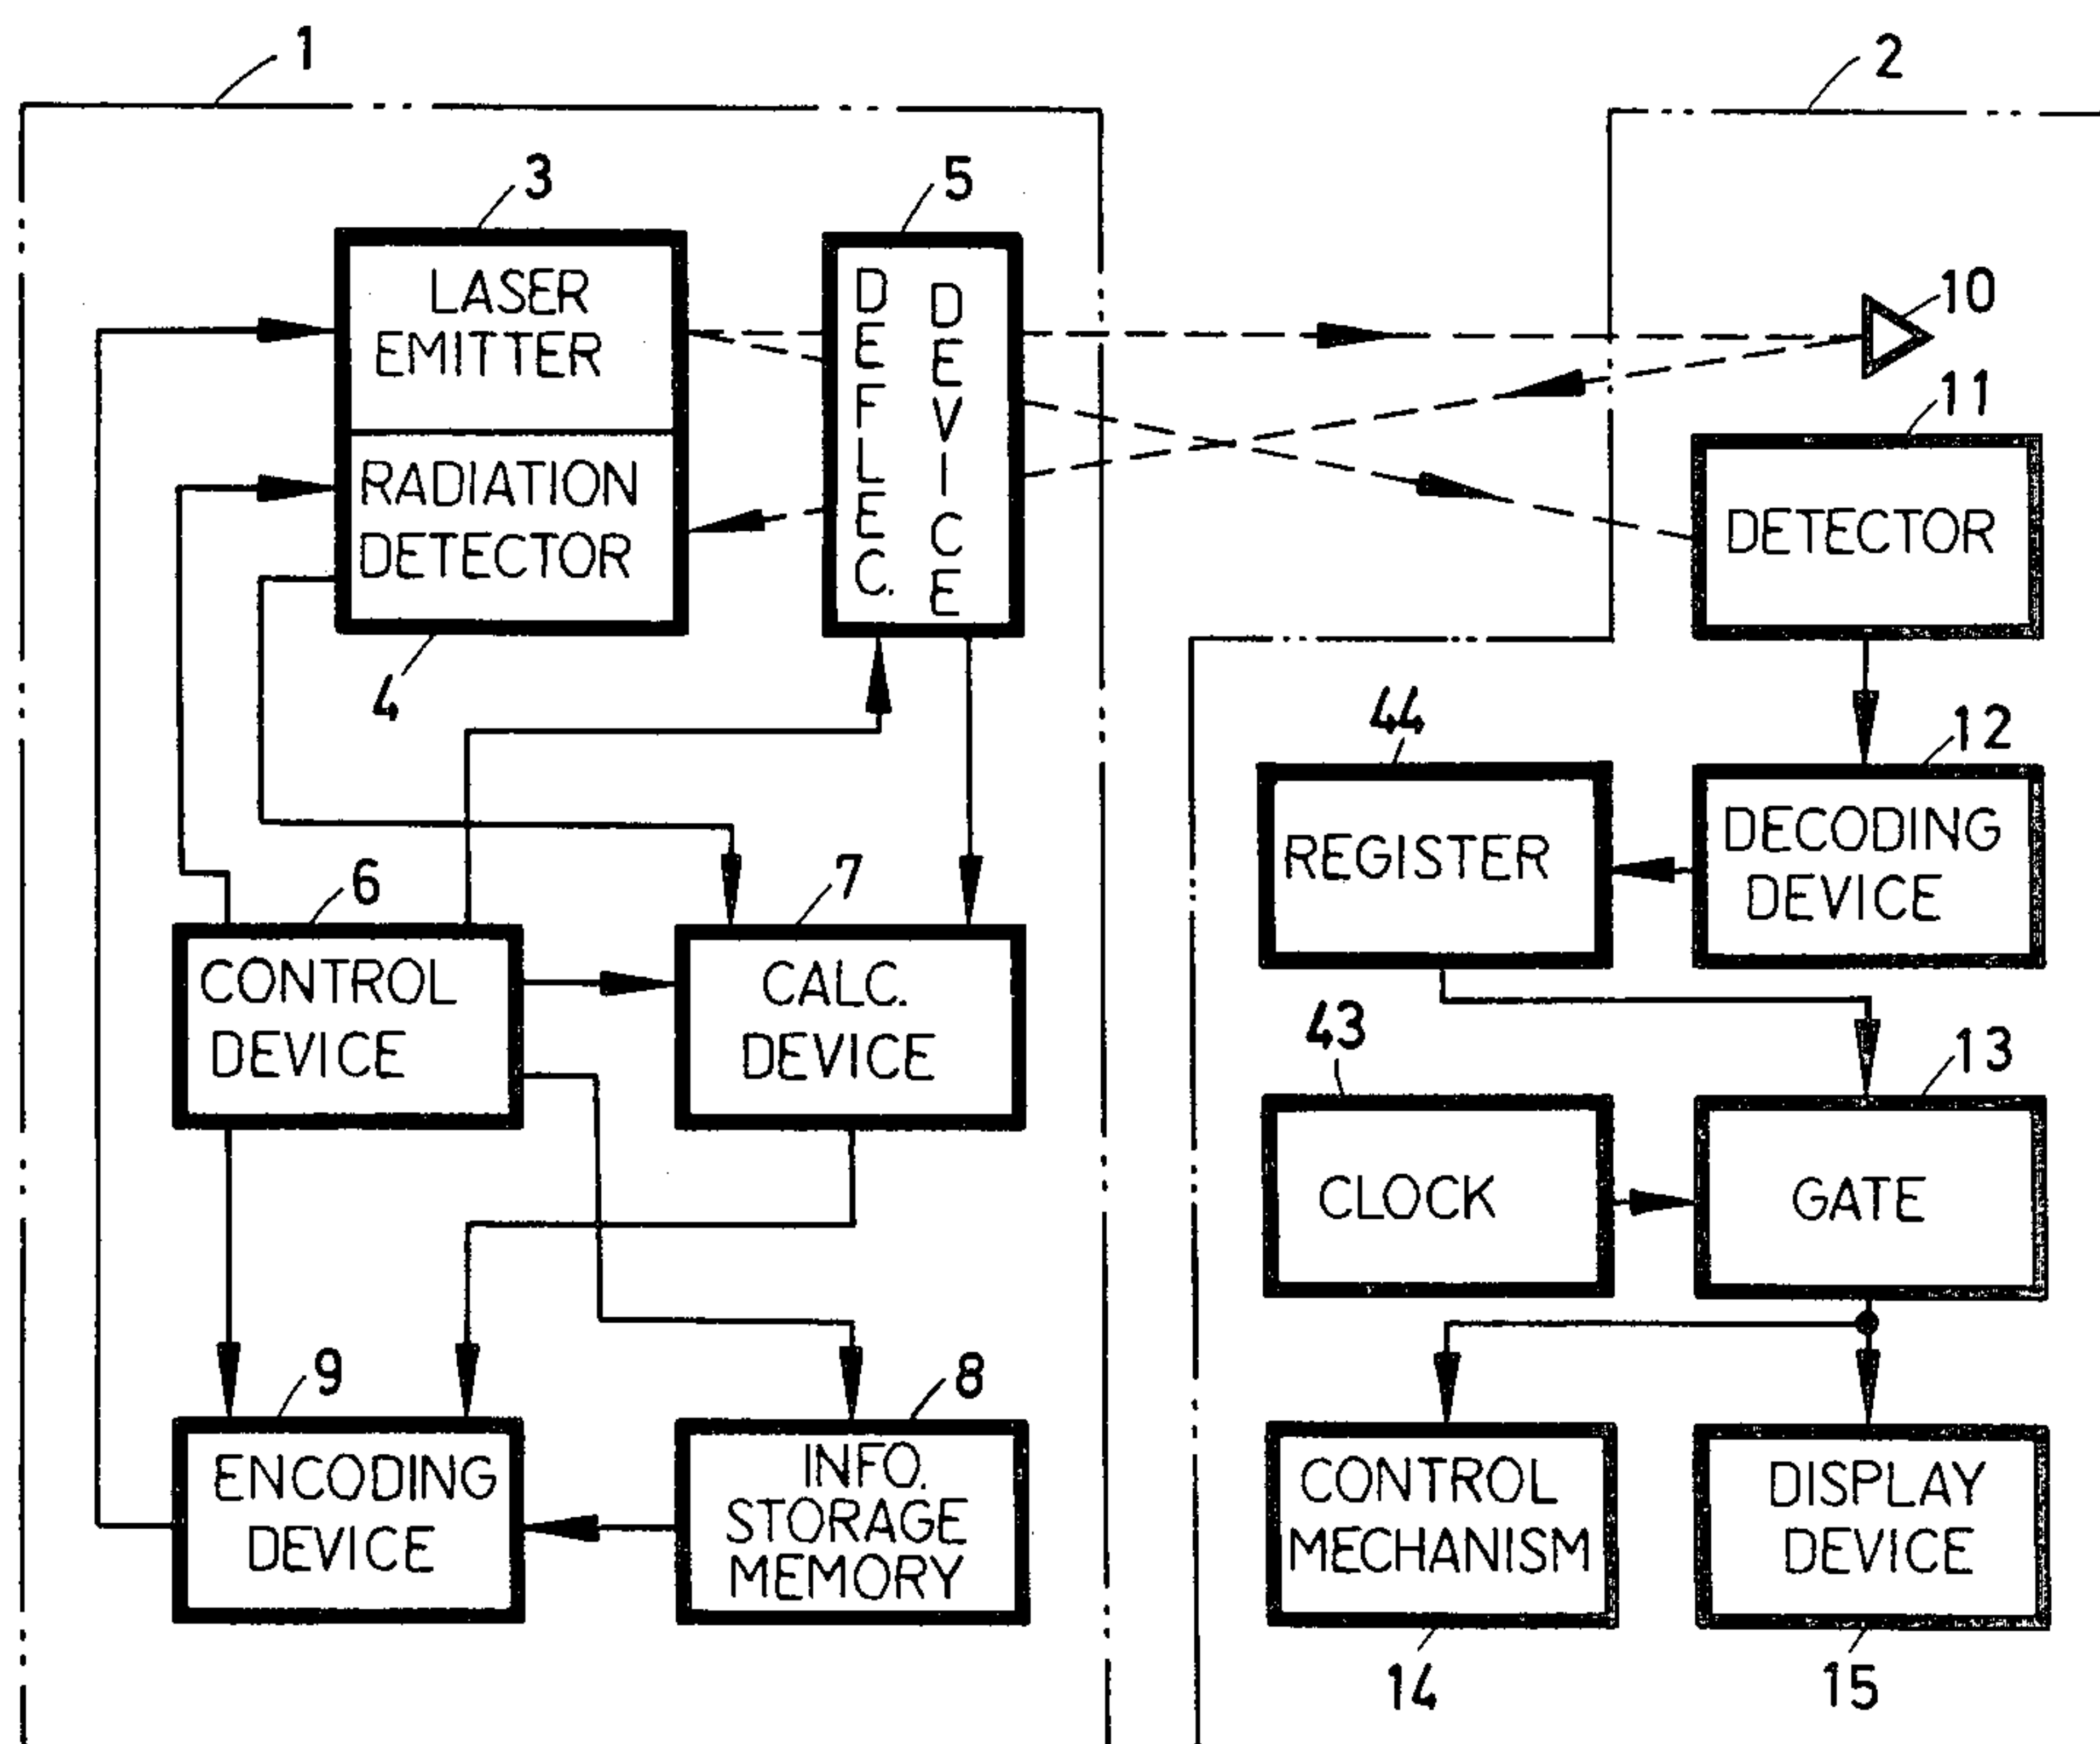 1
2
3
5
LASER
EMITTER
DEFLEC.
DEVICE
10
11
RADIATION
DETECTOR
DETECTOR
4
44
12
REGISTER
DECODING
DEVICE
6
7
CONTROL
DEVICE
CALC.
DEVICE
43
13
CLOCK
GATE
9
8
ENCODING
DEVICE
INFO.
STORAGE
MEMORY
CONTROL
MECHANISM
DISPLAY
DEVICE
14
15